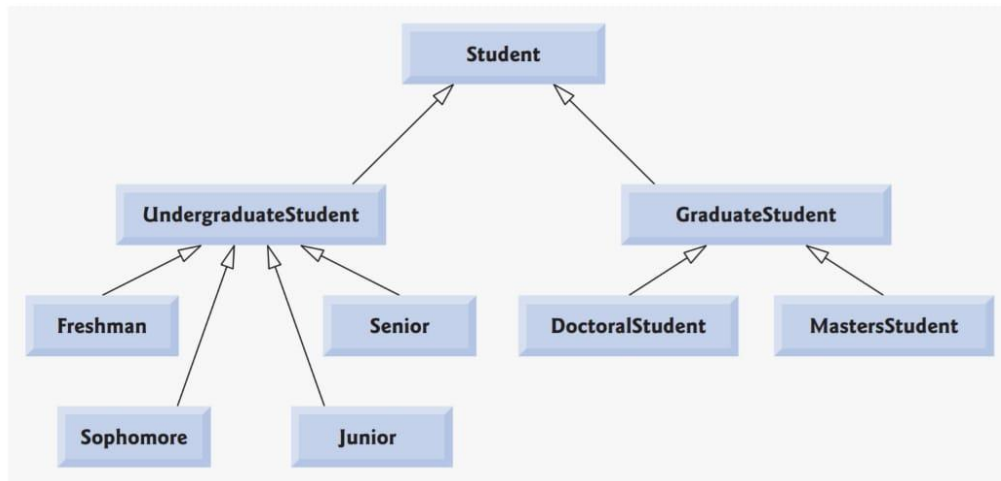 Student
UndergraduateStudent
GraduateStudent
Freshman
Senior
DoctoralStudent
MastersStudent
Sophomore
Junior